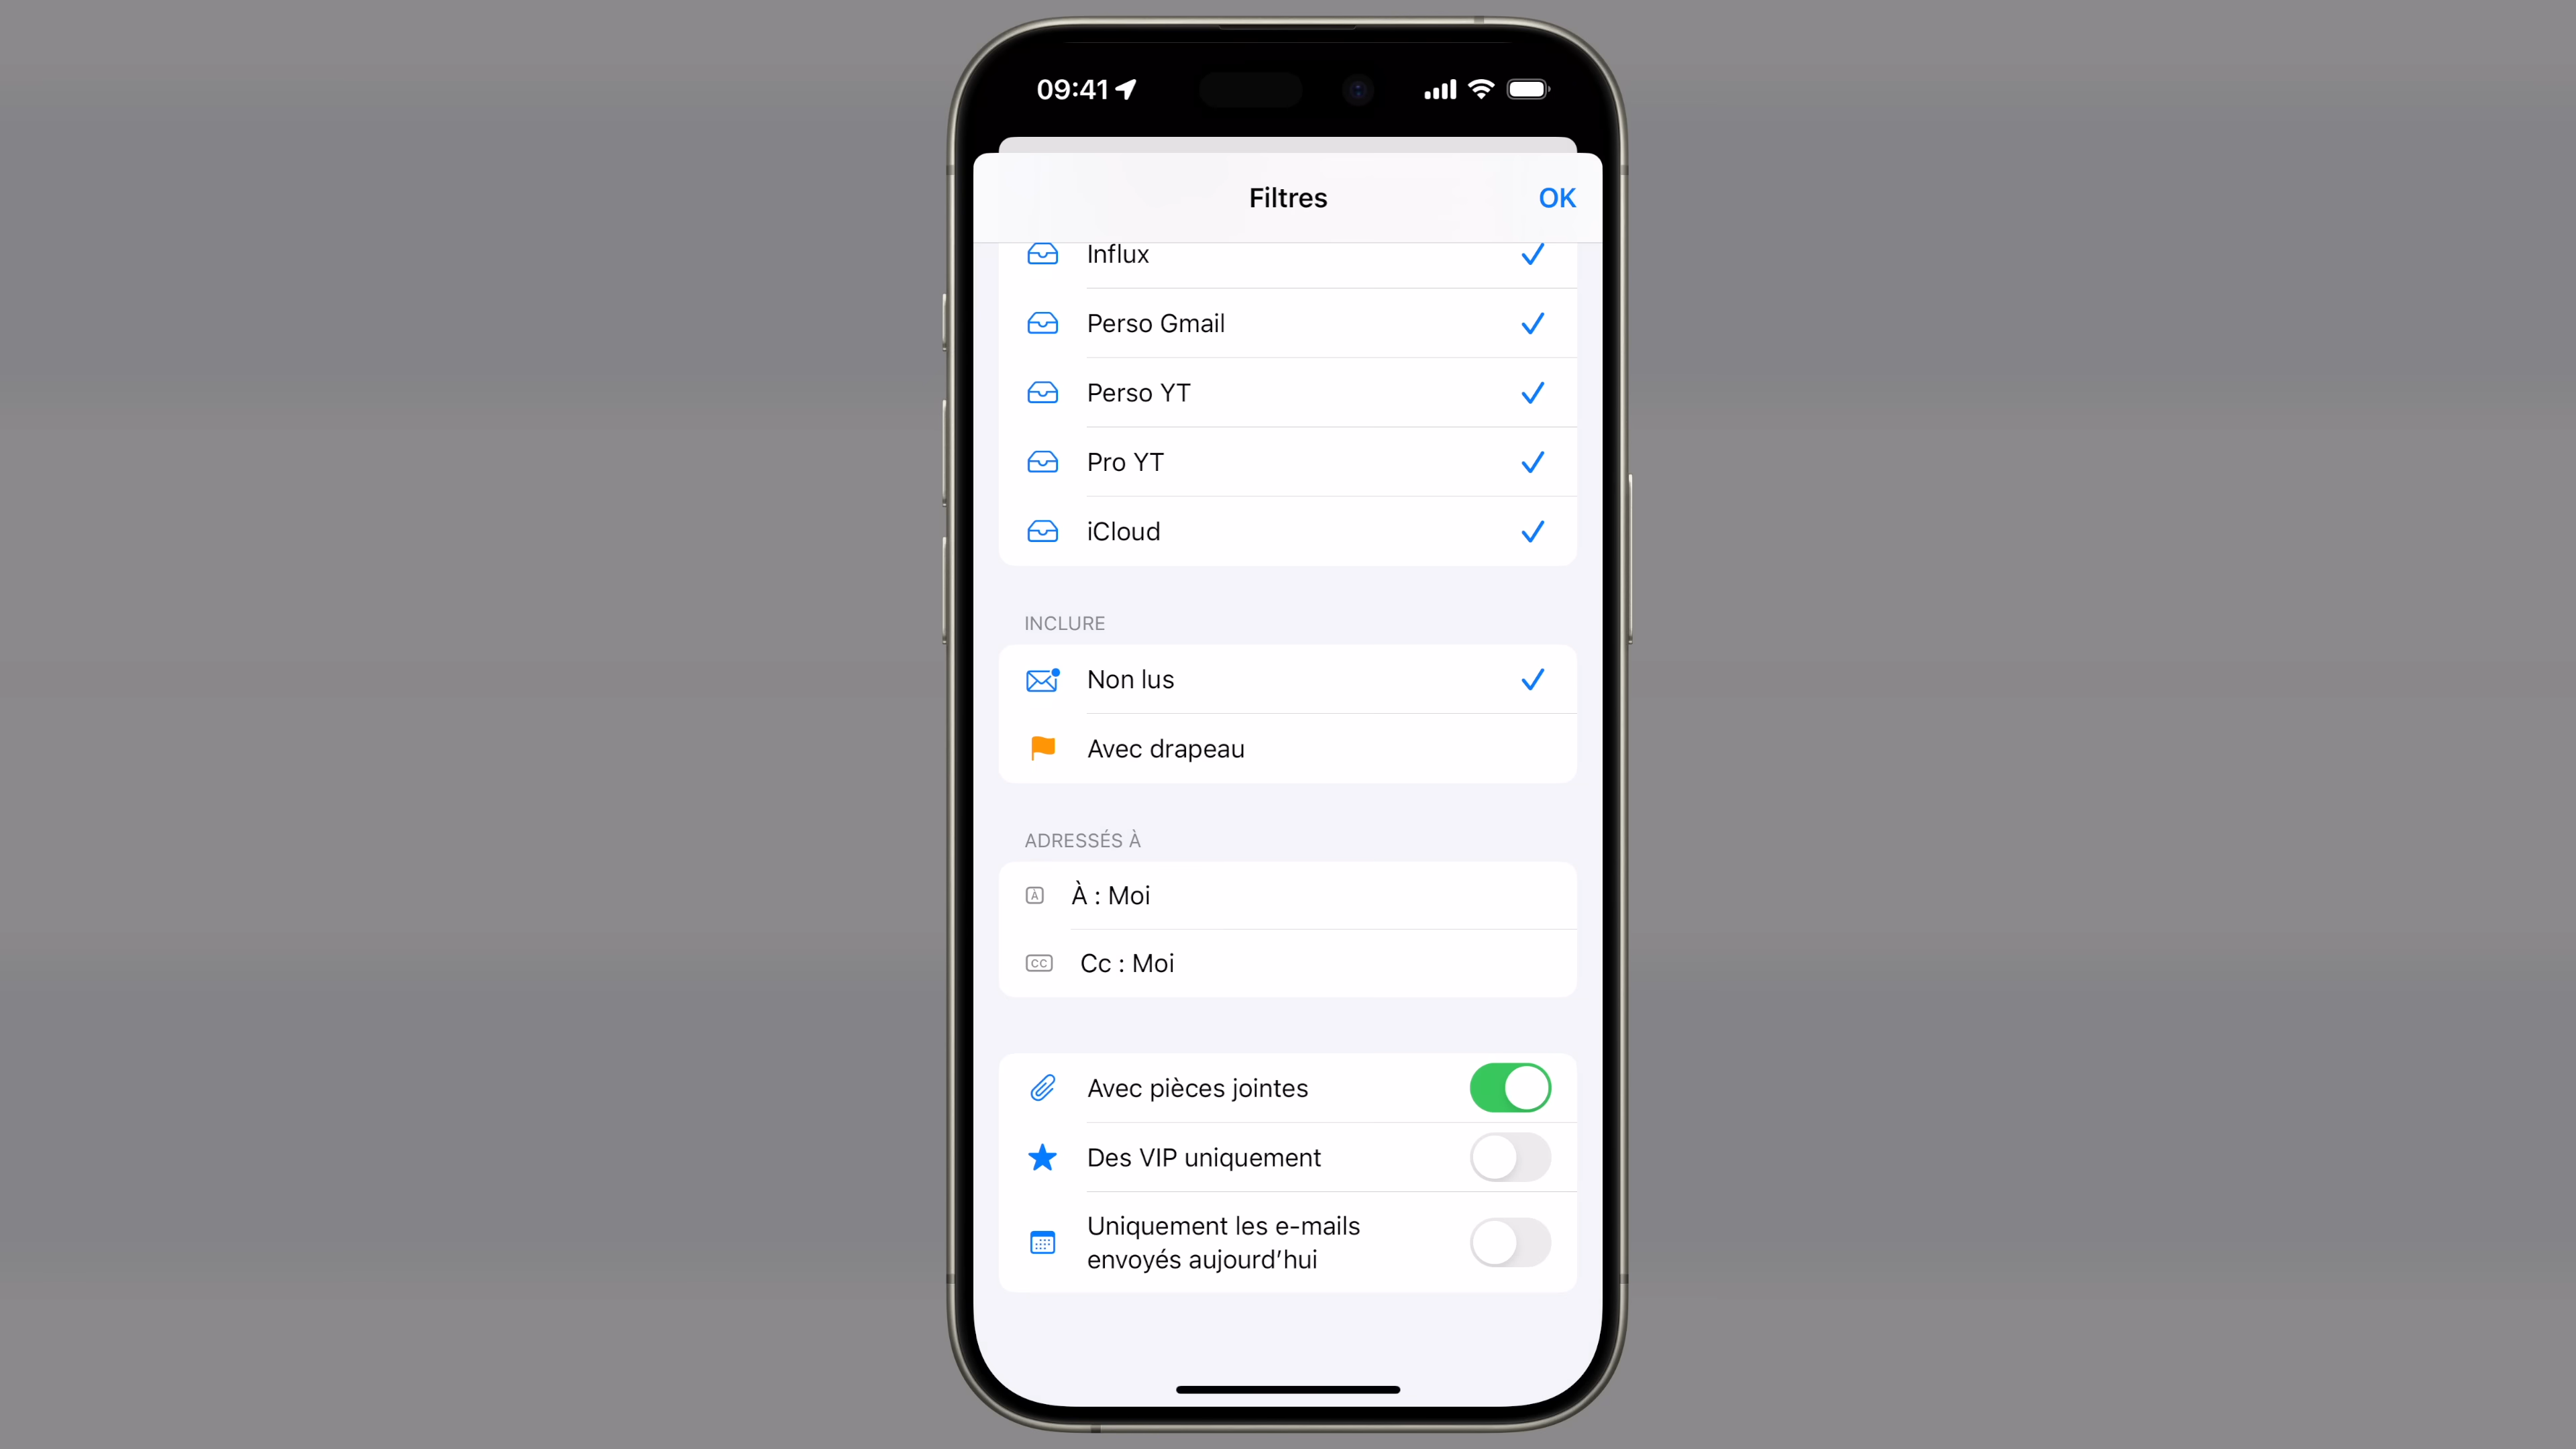 09:41
Filtres
OK
Influx
Perso Gmail
Perso YT
Pro YT
iCloud
INCLURE
Non lus
Avec drapeau
ADRESSÉS À
À
À : Moi
CC
Cc : Moi
Avec pièces jointes
Des VIP uniquement
Uniquement les e-mails
envoyés aujourd'hui